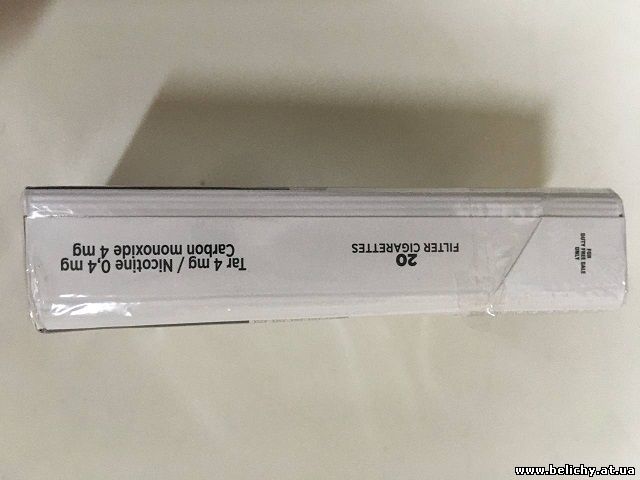 Tar 4 mg / Nicotine 0,4 mg
Carbon monoxide 4 mg
20
FILTER CIGARETTES
FOR
DUTY FREE SALE
ONLY
www.belichy.at.ua